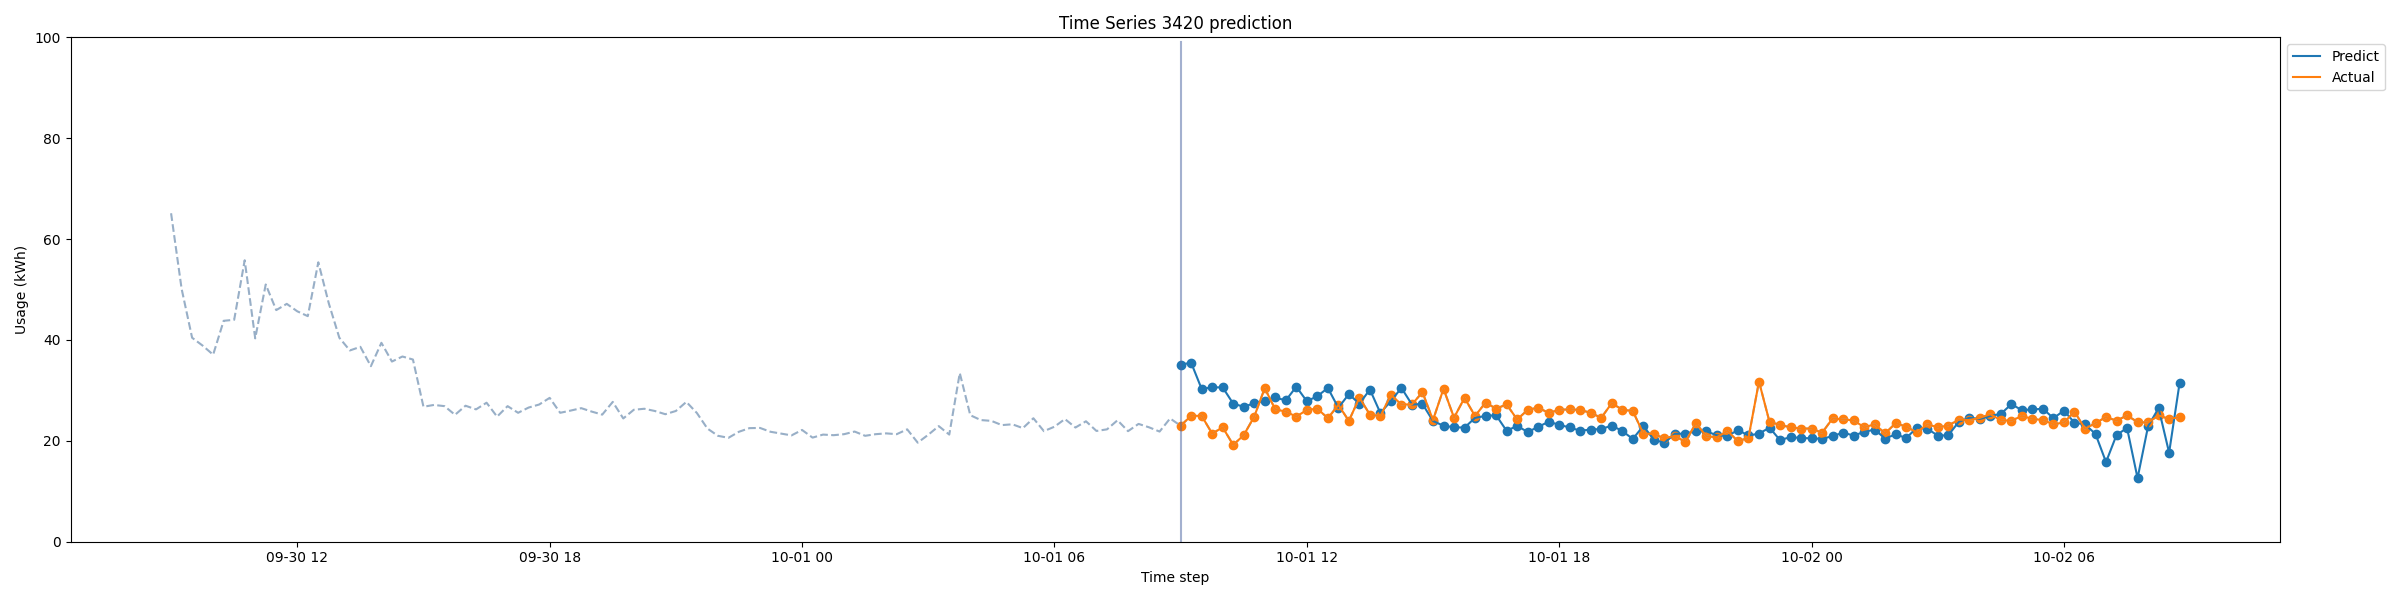 Time Series 3420 prediction
100
80
60
40
20
0
Usage (kWh)
09-30 12
09-30 18
10-01 00
10-01 06
10-01 12
10-01 18
10-02 00
10-02 06
Time step
Predict
Actual